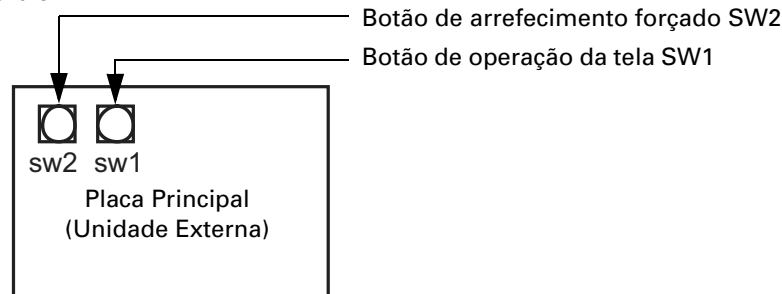 Botão de arrefecimento forçado SW2
Botão de operação da tela SW1
sw2 sw1
Placa Principal
(Unidade Externa)